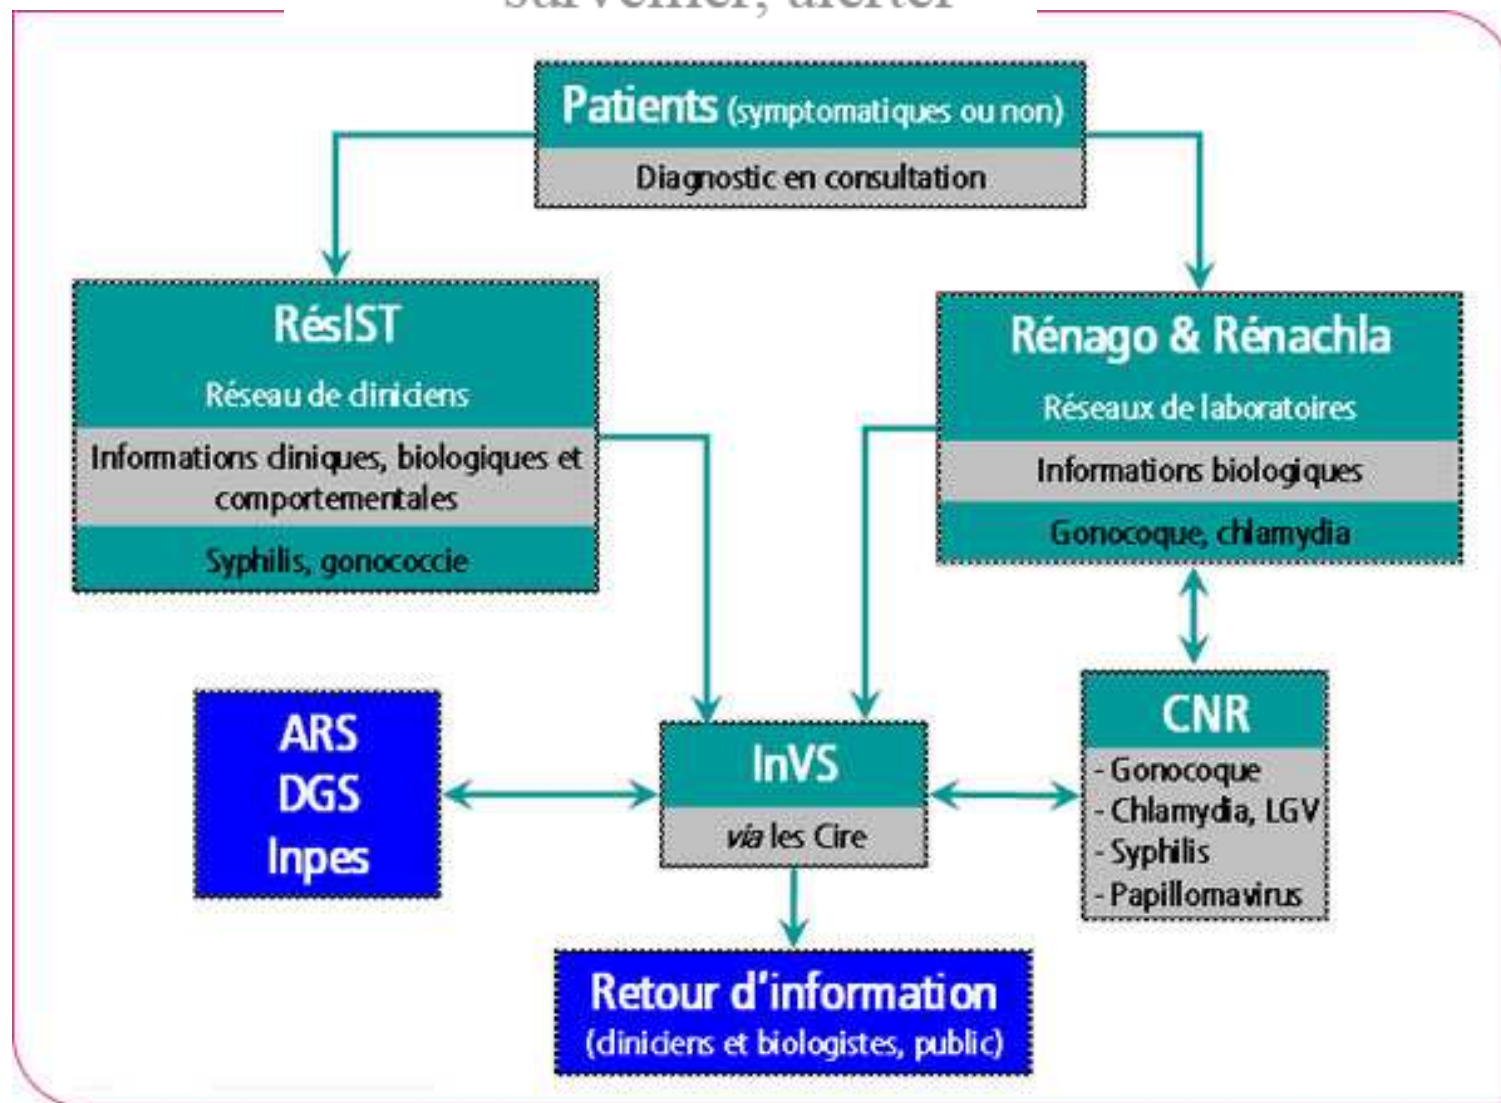 surveiller, alerter
Patients (symptomatiques ou non)
Diagnostic en consultation
RésIST
Réseau de cliniciens
Informations cliniques, biologiques et
comportementales
Syphilis, gonococcie
Rénago & Rénachla
Réseaux de laboratoires
Informations biologiques
Gonocoque, chlamydia
ARS
DGS
Inpes
InVS
via les Cire
CNR
- Gonocoque
- Chlamydia, LGV
- Syphilis
- Papillomavirus
Retour d'information
(cliniciens et biologistes, public)